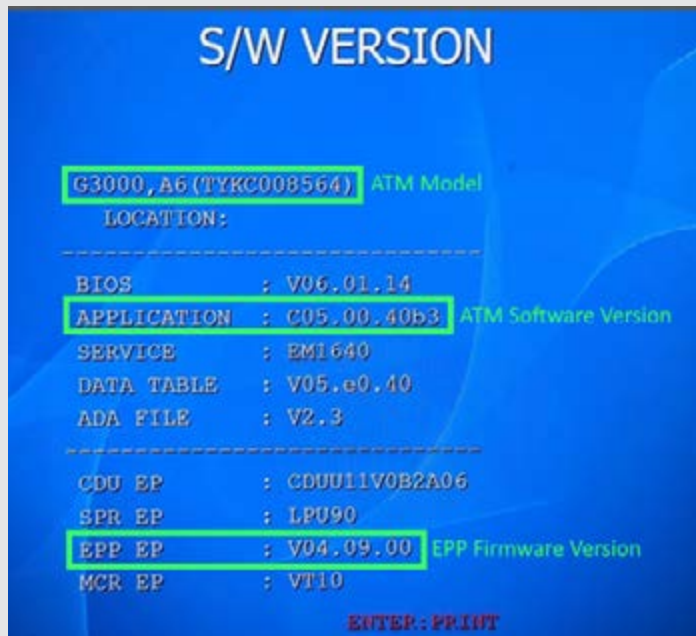 S/W VERSION
G3000,A6(TYKC008564) ATM Model
LOCATION:
BIOS : V06.01.14
APPLICATION : C05.00.40b3 ATM Software Version
SERVICE : EM1640
DATA TABLE : V05.e0.40
ADA FILE : V2.3
CDU EP : CDUU11V0B2A06
SPR EP : LPU90
EPP EP : V04.09.00 EPP Firmware Version
MCR EP : VT10
ENTER:PRINT